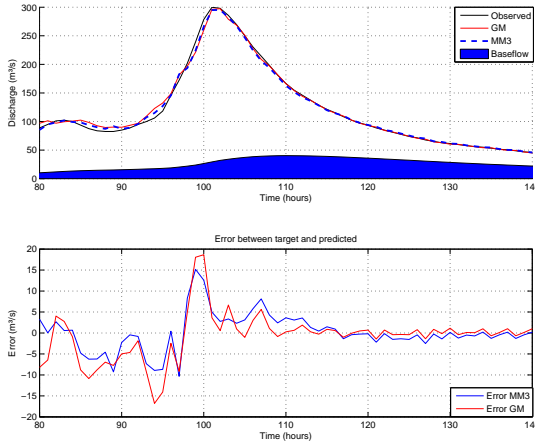 300
250
200
150
100
50
0
Discharge (m³/s)
80
90
100
110
120
130
140
Time (hours)
Observed
GM
MM3
Baseflow
Error between target and predicted
20
15
10
5
0
−5
−10
−15
−20
Error (m³/s)
80
90
100
110
120
130
140
Time (hours)
Error MM3
Error GM